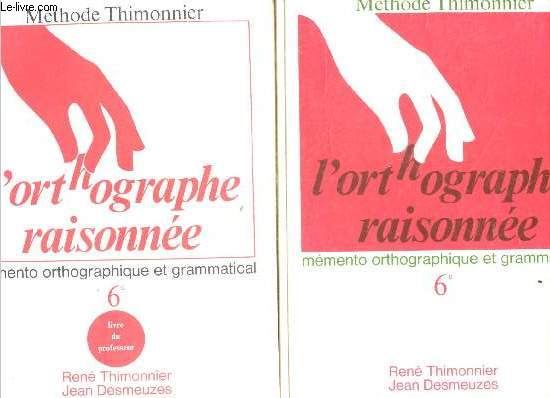 Le-livre.com
Méthode Thimonnier
l'orthographe
raisonnée
mento orthographique et grammatical
6e
livre
du
professeur
René Thimonnier
Jean Desmeuzes
Méthode Thimonnier
l'orthograph
raisonnée
mémento orthographique et gramm
6e
René Thimonnier
Jean Desmeuzes